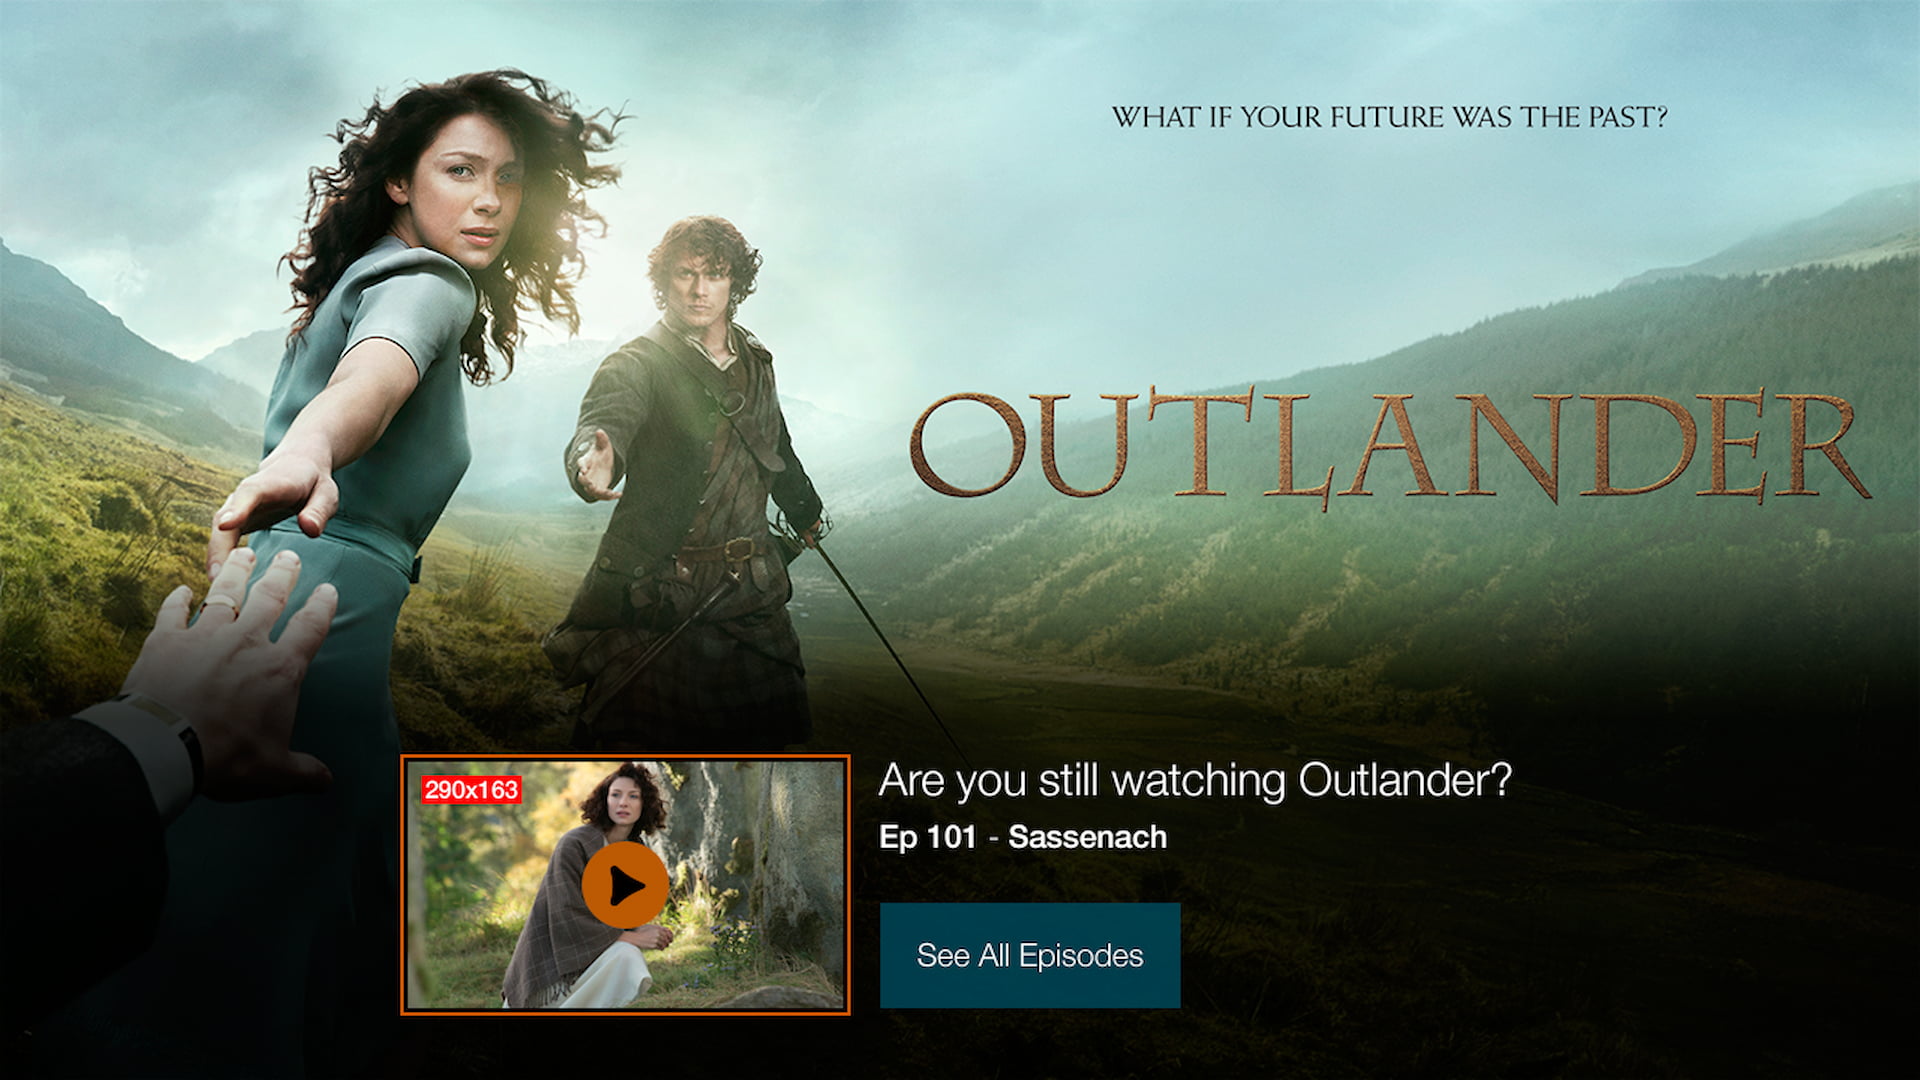 WHAT IF YOUR FUTURE WAS THE PAST?
OUTLANDER
290x163
Are you still watching Outlander?
Ep 101 - Sassenach
See All Episodes